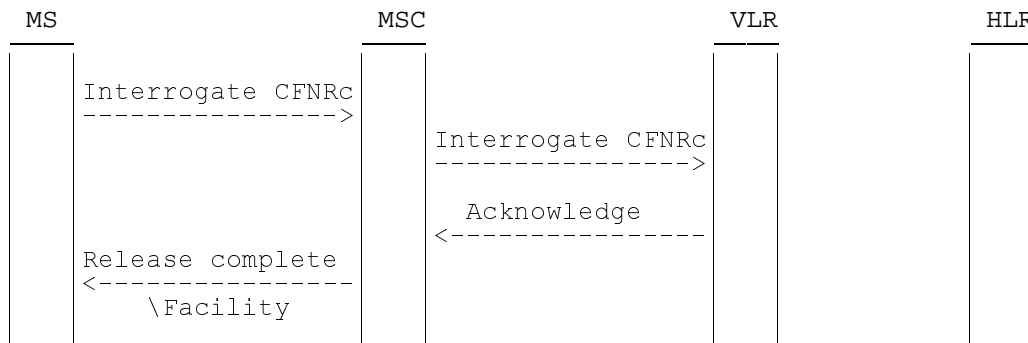 MS MSC VLR HLR
Interrogate CFNRc
---------------->
Interrogate CFNRc
---------------->
Acknowledge
<----------------
Release complete
<----------------
\Facility